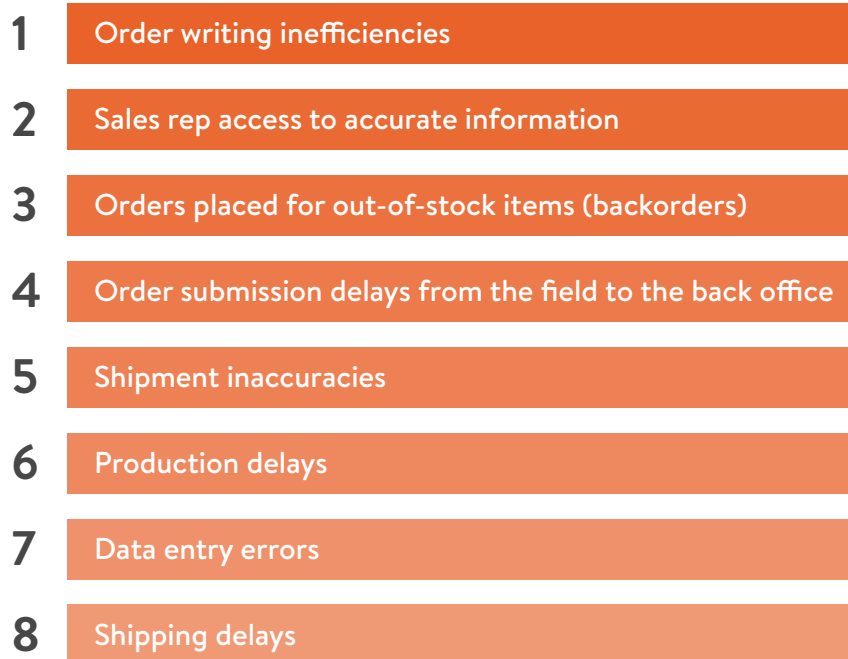 1 Order writing inefficiencies
2 Sales rep access to accurate information
3 Orders placed for out-of-stock items (backorders)
4 Order submission delays from the field to the back office
5 Shipment inaccuracies
6 Production delays
7 Data entry errors
8 Shipping delays